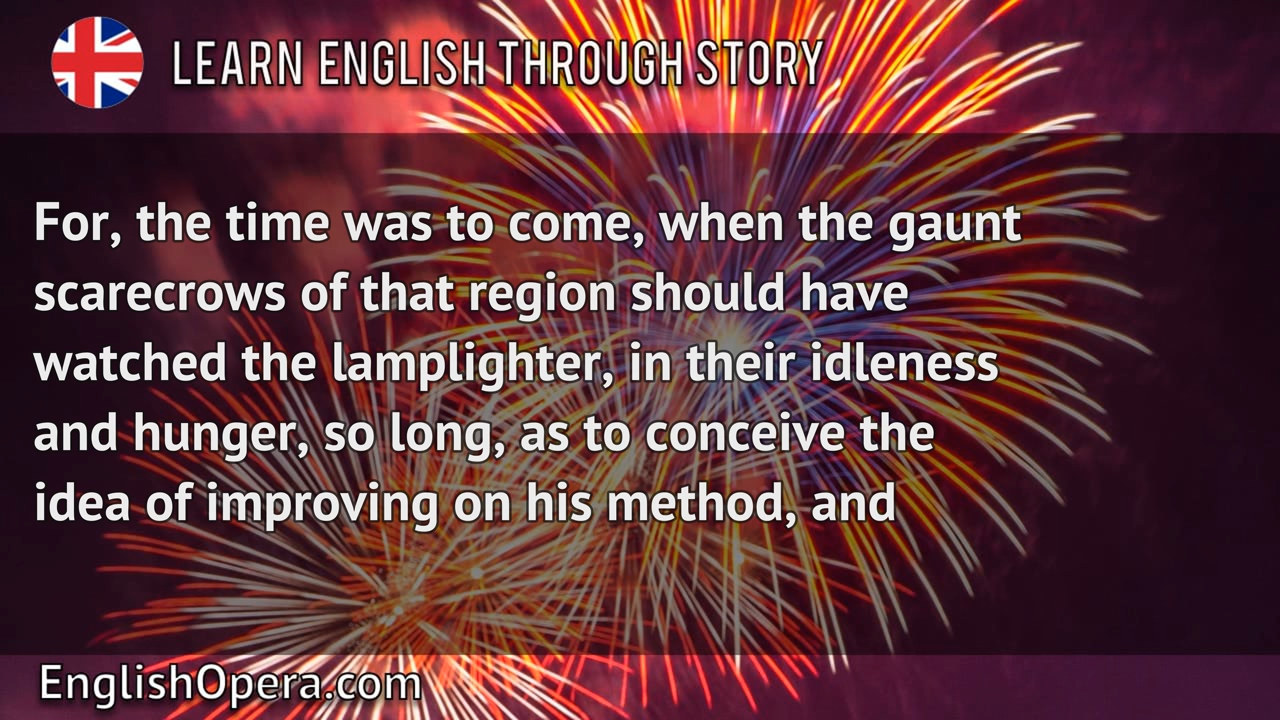 LEARN ENGLISH THROUGH STORY
For, the time was to come, when the gaunt
scarecrows of that region should have
watched the lamplighter, in their idleness
and hunger, so long, as to conceive the
idea of improving on his method, and
EnglishOpera.com